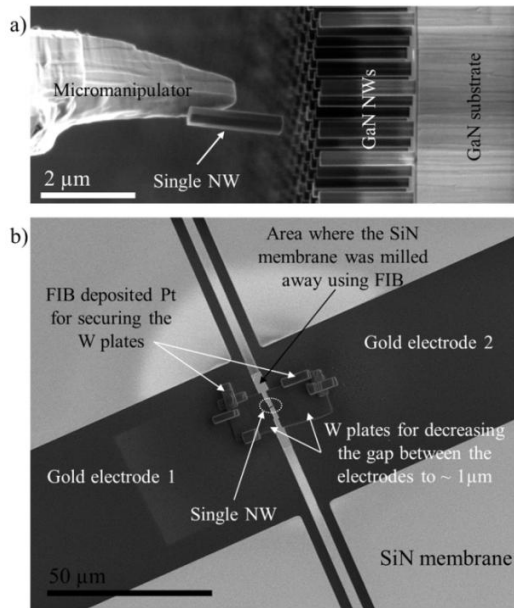 a)
Micromanipulator
Single NW
2 µm
GaN NWs
GaN substrate
b)
Area where the SiN
membrane was milled
away using FIB
FIB deposited Pt
for securing the
W plates
Gold electrode 2
Gold electrode 1
W plates for decreasing
the gap between the
electrodes to ~ 1µm
Single NW
SiN membrane
50 µm